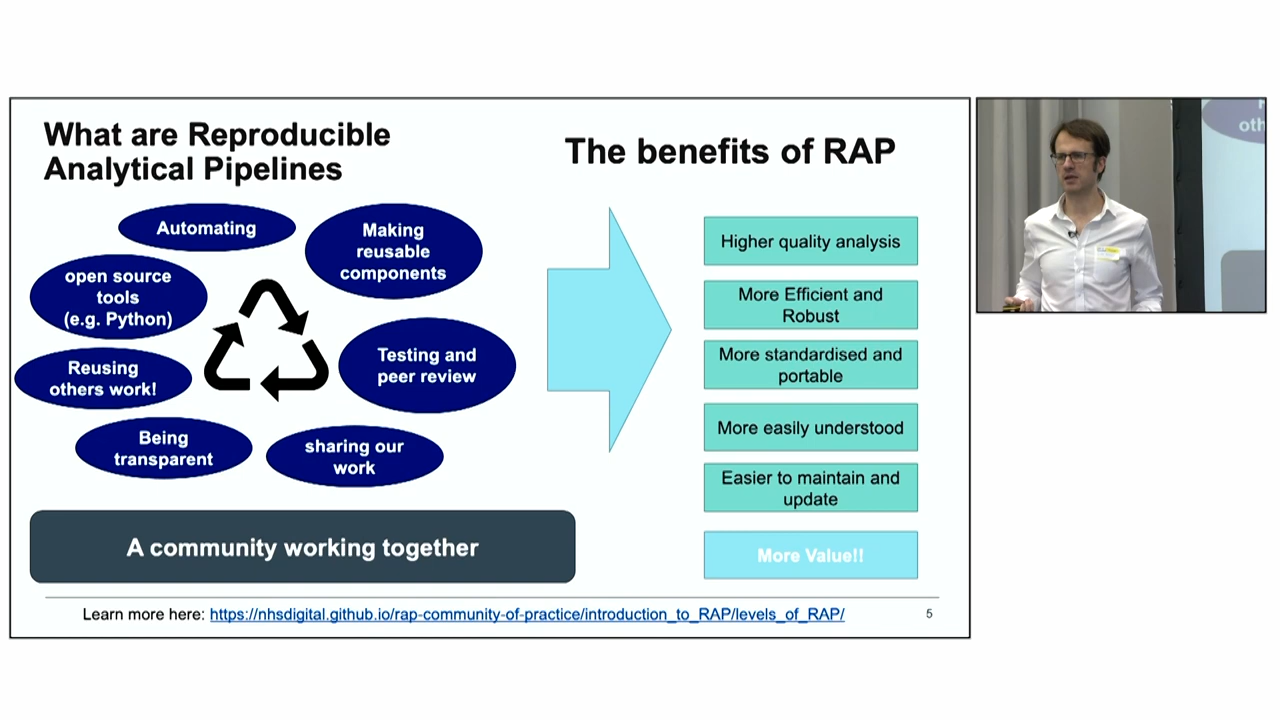 What are Reproducible
Analytical Pipelines
The benefits of RAP
Automating
Making
reusable
components
open source
tools
(e.g. Python)
Testing and
peer review
Reusing
others work!
Being
transparent
sharing our
work
A community working together
Higher quality analysis
More Efficient and
Robust
More standardised and
portable
More easily understood
Easier to maintain and
update
More Value!!
Learn more here: https://nhsdigital.github.io/rap-community-of-practice/introduction_to_RAP/levels_of_RAP/
5